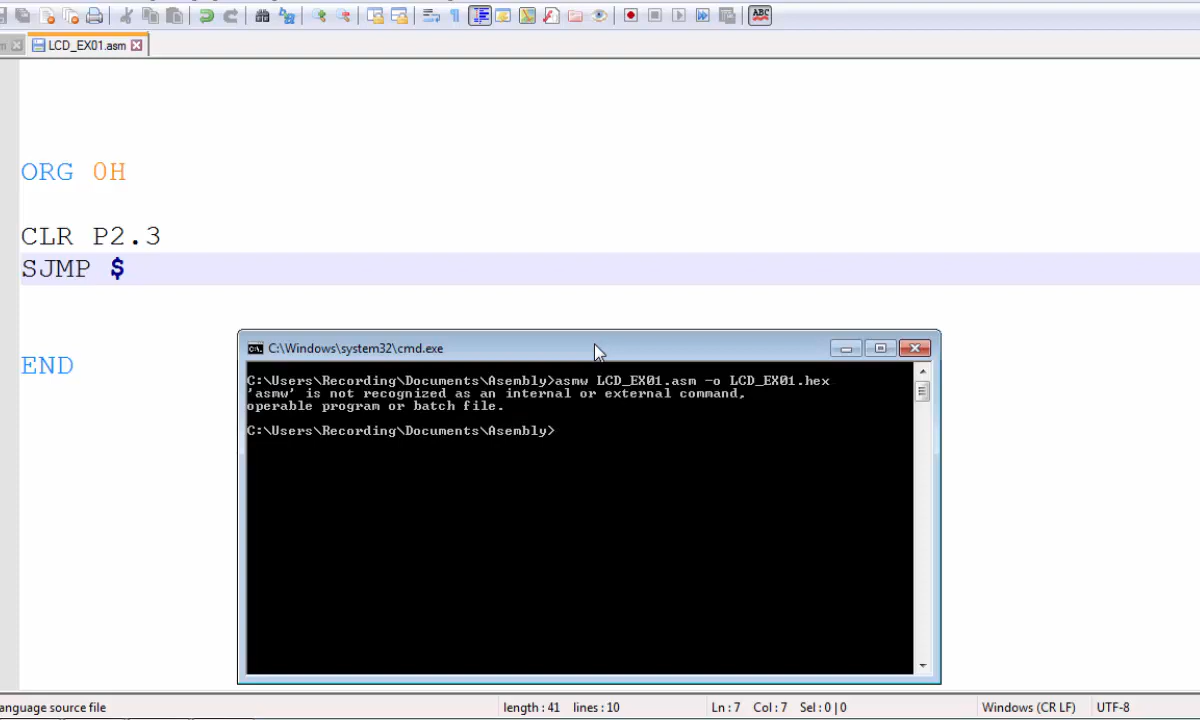 ABC
m
LCD_EX01.asm
ORG 0H
CLR P2.3
SJMP $
END
C:\Windows\system32\cmd.exe
C:\Users\Recording\Documents\Asembly>asmw LCD_EX01.asm -o LCD_EX01.hex
'asmw' is not recognized as an internal or external command,
operable program or batch file.
C:\Users\Recording\Documents\Asembly>
anguage source file length : 41 lines : 10 Ln : 7 Col : 7 Sel : 0 | 0 Windows (CR LF) UTF-8